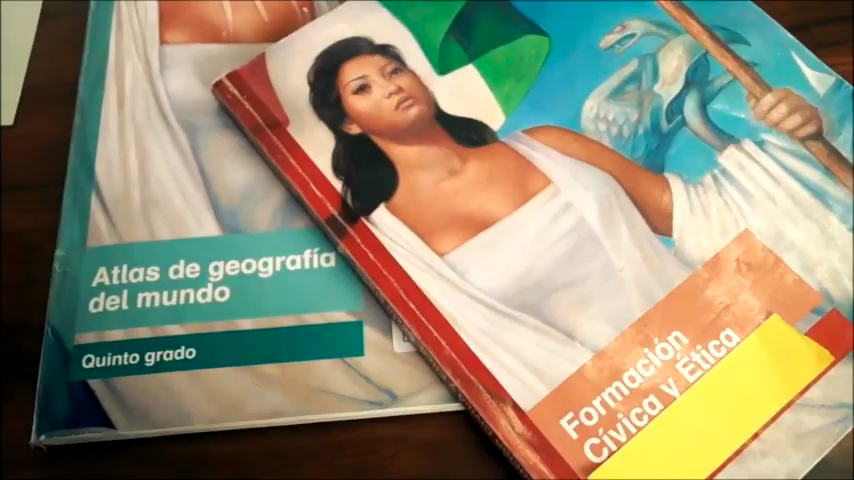 Atlas de geografía
del mundo
Quinto grado
Formación
Cívica y Ética